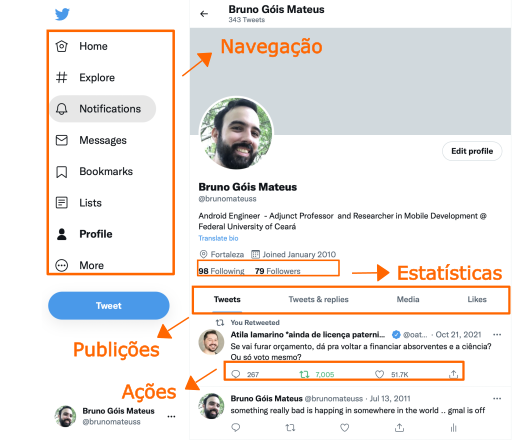 Home
Explore
Notifications
Messages
Bookmarks
Lists
Profile
More
Tweet
Bruno Góis Mateus
@brunomateuss
Navegação
Publições
Ações
Bruno Góis Mateus
343 Tweets
Edit profile
Bruno Góis Mateus
@brunomateuss
Android Engineer - Adjunct Professor and Researcher in Mobile Development @
Federal University of Ceará
Translate bio
Fortaleza Joined January 2010
98 Following 79 Followers
Estatísticas
Tweets Tweets & replies Media Likes
You Retweeted
Atila Iamarino "ainda de licença paterni... @oat... · Oct 21, 2021
Se vai furar orçamento, dá pra voltar a financiar absorventes e a ciência?
Ou só voto mesmo?
267 7,005 51.7K
Bruno Góis Mateus @brunomateuss · Jul 13, 2011
something really bad is happing in somewhere in the world .. gmal is off